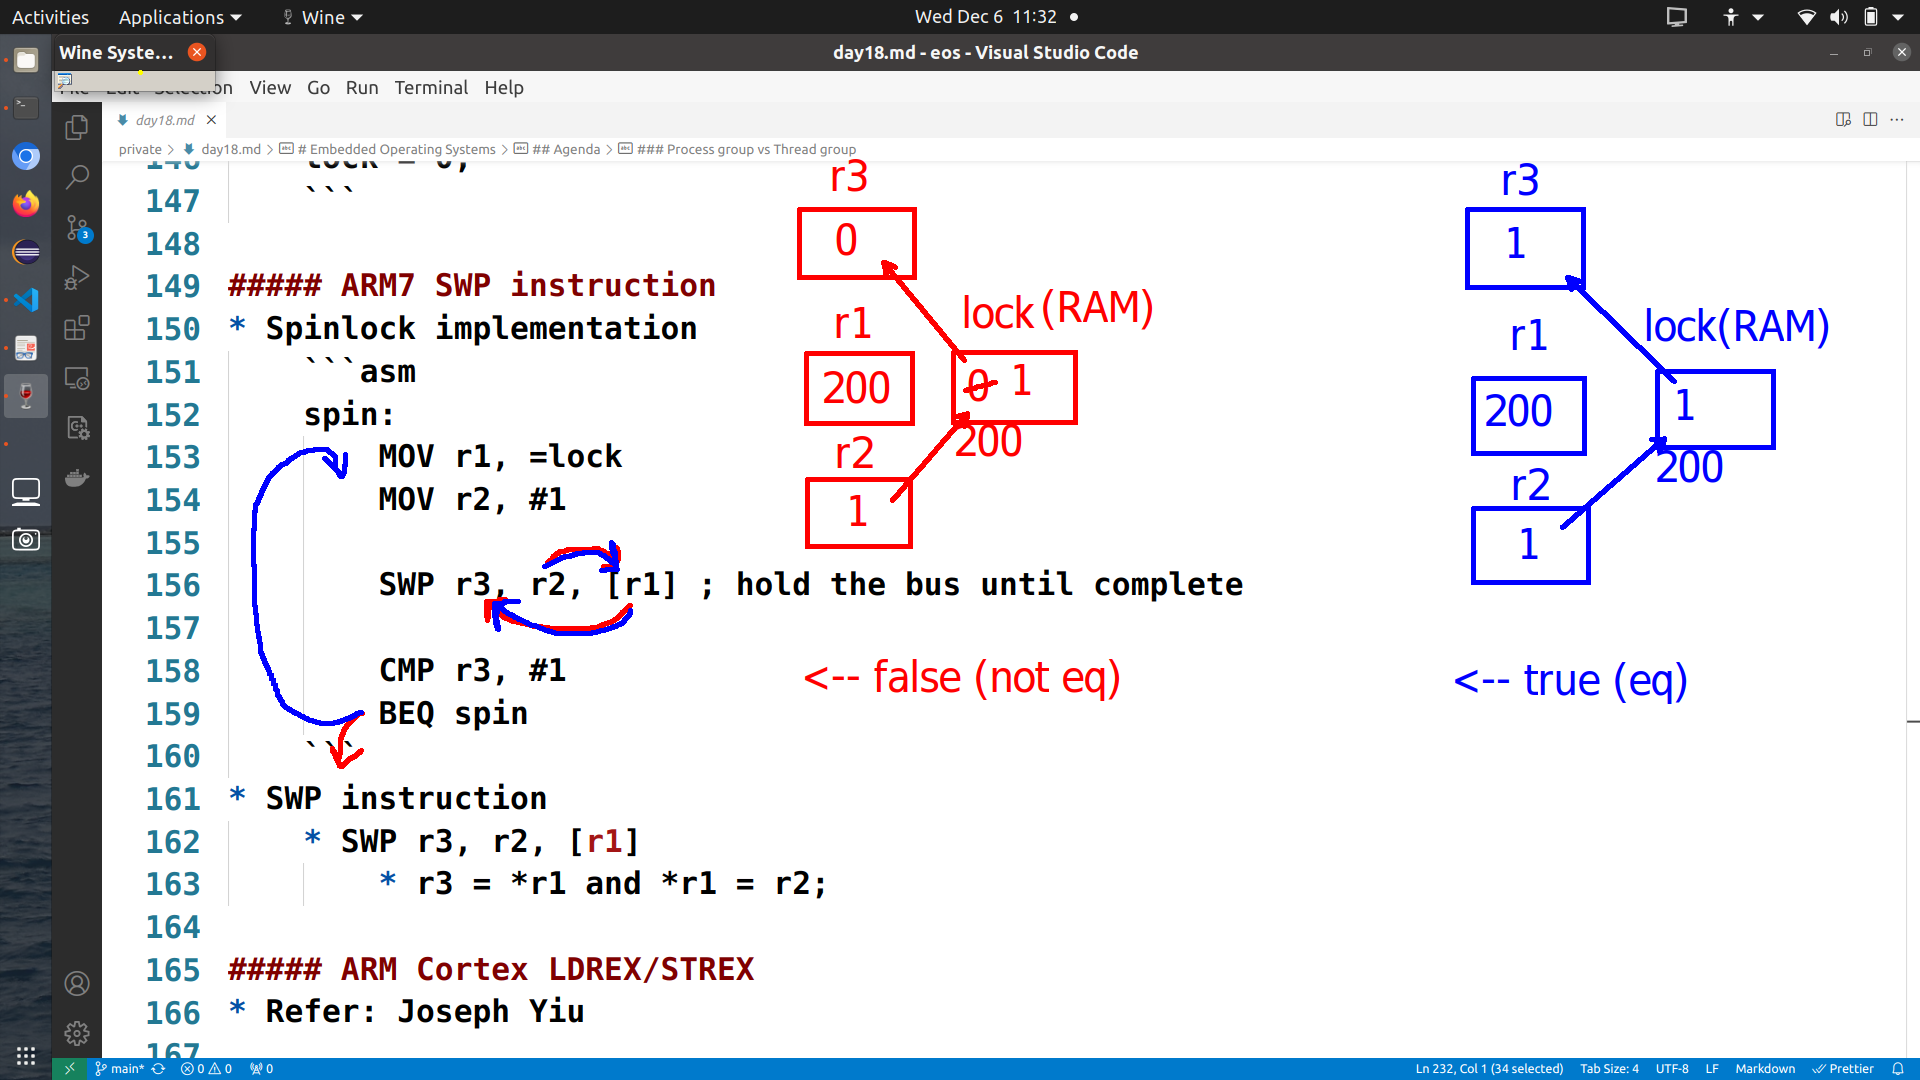 Activities Applications Wine Wed Dec 6 11:32
Wine Syste...
day18.md - eos - Visual Studio Code
File Edit Selection View Go Run Terminal Help
day18.md
private > day18.md > # Embedded Operating Systems > ## Agenda > ### Process group vs Thread group
146 lock = 0;
147 ```
148
149 ##### ARM7 SWP instruction
150 * Spinlock implementation
151 ```asm
152 spin:
153 MOV r1, =lock
154 MOV r2, #1
155
156 SWP r3, r2, [r1] ; hold the bus until complete
157
158 CMP r3, #1
159 BEQ spin
160 ```
161 * SWP instruction
162 * SWP r3, r2, [r1]
163 * r3 = *r1 and *r1 = r2;
164
165 ##### ARM Cortex LDREX/STREX
166 * Refer: Joseph Yiu
167
r3
0
lock (RAM)
r1
200
0 1
200
r2
1
<-- false (not eq)
r3
1
lock(RAM)
r1
200
1
200
r2
1
<-- true (eq)
3
main* 0 0 0 Ln 232, Col 1 (34 selected) Tab Size: 4 UTF-8 LF Markdown Prettier